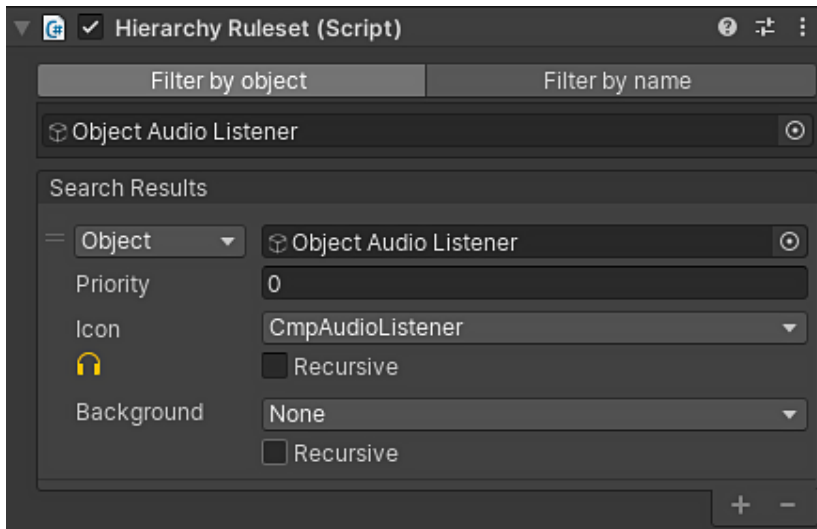 Hierarchy Ruleset (Script)
Filter by object Filter by name
Object Audio Listener
Search Results
Object Object Audio Listener
Priority 0
Icon CmpAudioListener
Recursive
Background None
Recursive
+ −